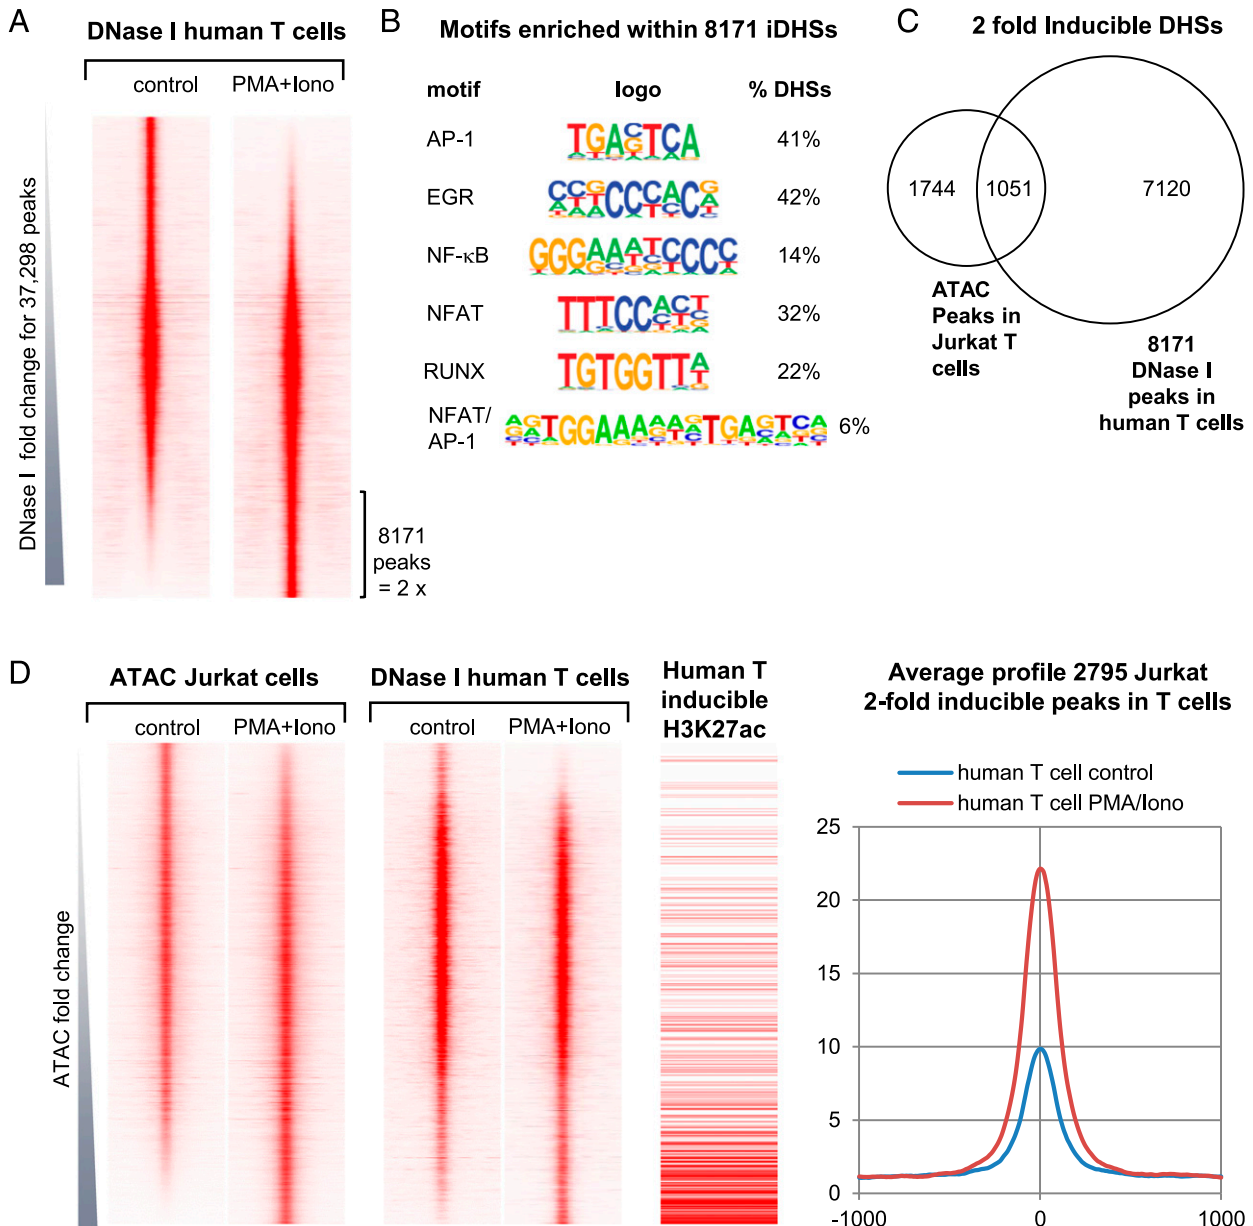 A
DNase I human T cells
control PMA+Iono
DNase I fold change for 37,298 peaks
8171
peaks
= 2 x
B
Motifs enriched within 8171 iDHSs
motif logo % DHSs
AP-1 TGACTCA 41%
EGR 42%
NF-κB 14%
NFAT 32%
RUNX 22%
NFAT/
AP-1 6%
C
2 fold Inducible DHSs
1744 1051 7120
ATAC
Peaks in
Jurkat T
cells
8171
DNase I
peaks in
human T cells
D
ATAC Jurkat cells
control PMA+Iono
ATAC fold change
DNase I human T cells
control PMA+Iono
Human T
inducible
H3K27ac
Average profile 2795 Jurkat
2-fold inducible peaks in T cells
human T cell control
human T cell PMA/Iono
25
20
15
10
5
0
-1000 0 1000